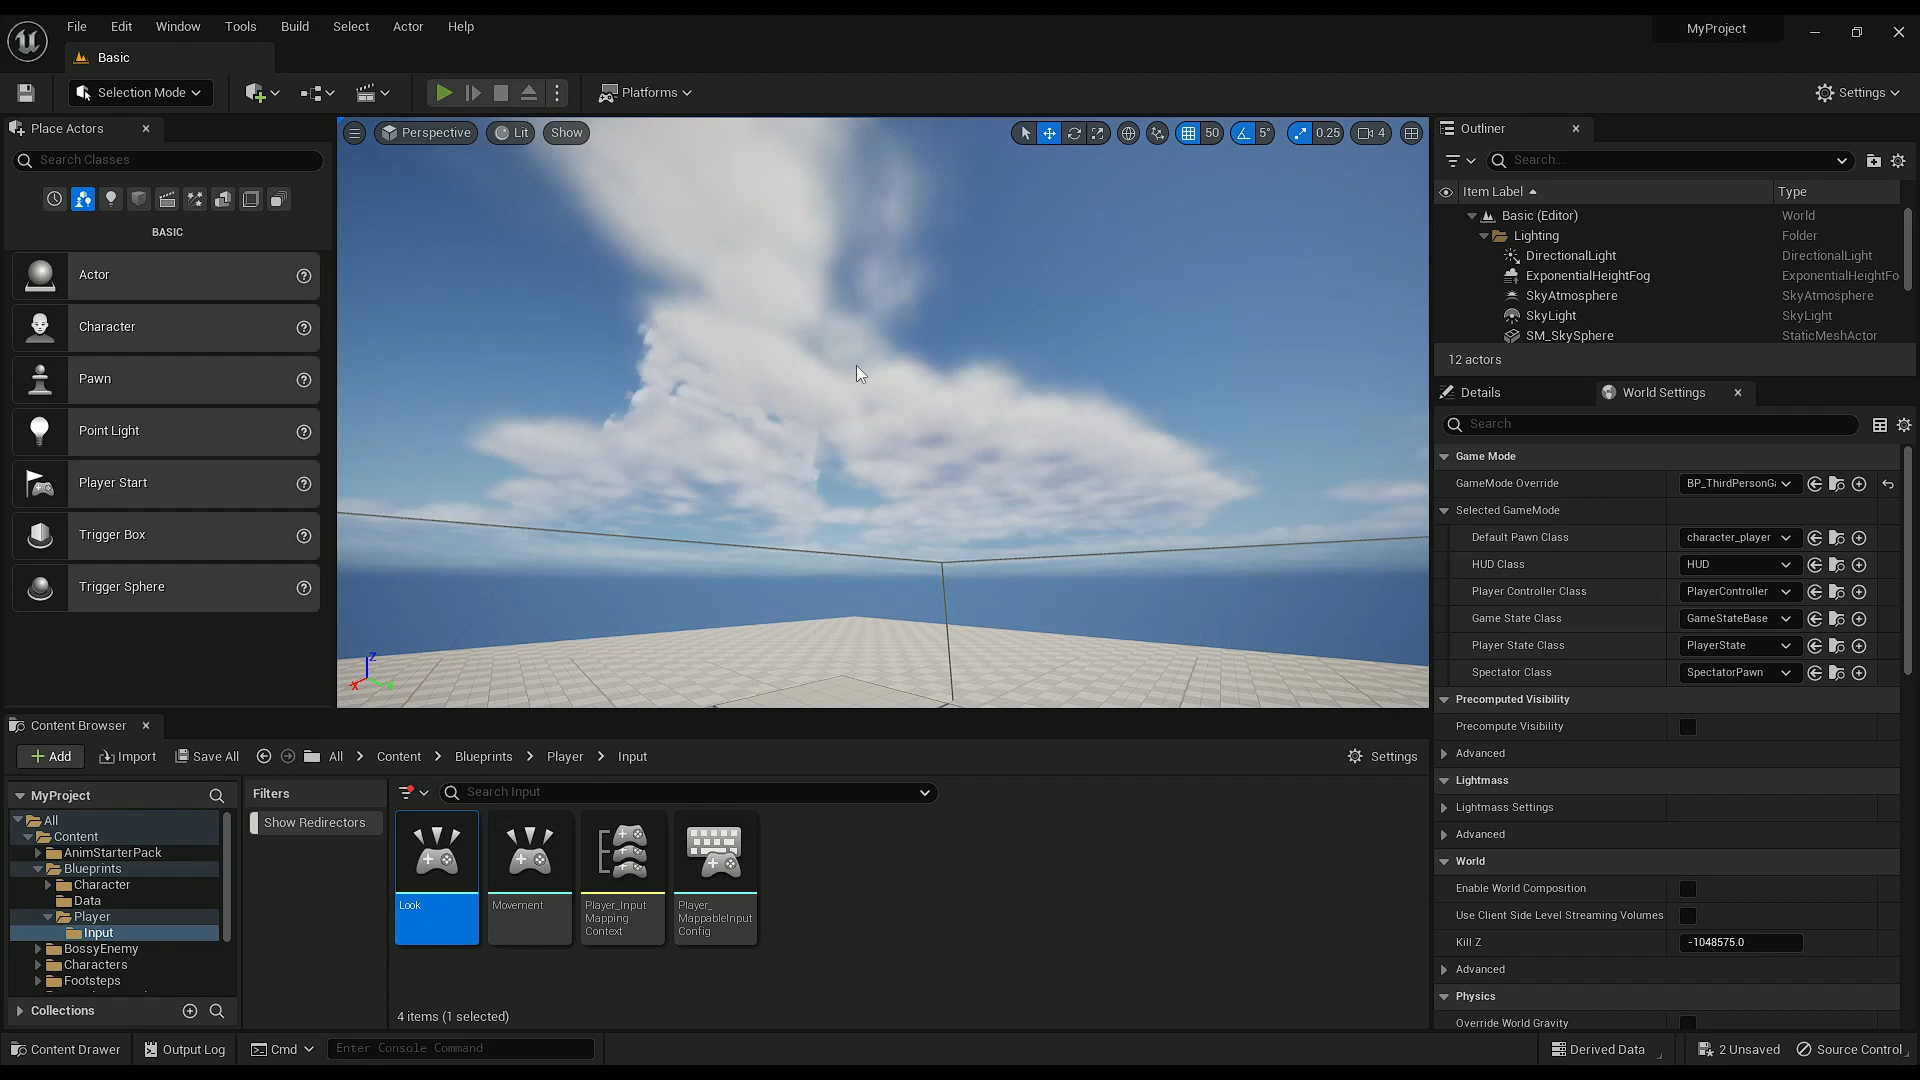 File Edit Window Tools Build Select Actor Help
MyProject
Basic
Selection Mode
Platforms
Settings
Place Actors
Search Classes
BASIC
Actor
Character
Pawn
Point Light
Player Start
Trigger Box
Trigger Sphere
Perspective
Lit
Show
50
5°
0.25
4
X
Z
Outliner
Search...
Item Label Type
Basic (Editor) World
Lighting Folder
DirectionalLight DirectionalLight
ExponentialHeightFog ExponentialHeightFo
SkyAtmosphere SkyAtmosphere
SkyLight SkyLight
SM_SkySphere StaticMeshActor
12 actors
Details
World Settings
Search
Game Mode
GameMode Override BP_ThirdPersonGa
Selected GameMode
Default Pawn Class character_player
HUD Class HUD
Player Controller Class PlayerController
Game State Class GameStateBase
Player State Class PlayerState
Spectator Class SpectatorPawn
Precomputed Visibility
Precompute Visibility
Advanced
Lightmass
Lightmass Settings
Advanced
World
Enable World Composition
Use Client Side Level Streaming Volumes
Kill Z -1048575.0
Advanced
Physics
Override World Gravity
Content Browser
Add
Import
Save All
All > Content > Blueprints > Player > Input
Settings
MyProject
All
Content
AnimStarterPack
Blueprints
Character
Data
Player
Input
BossyEnemy
Characters
Footsteps
Collections
Filters
Show Redirectors
Search Input
Look
Movement
Player_Input
Mapping
Context
Player_
MappableInput
Config
4 items (1 selected)
Content Drawer
Output Log
Cmd
Enter Console Command
Derived Data
2 Unsaved
Source Control